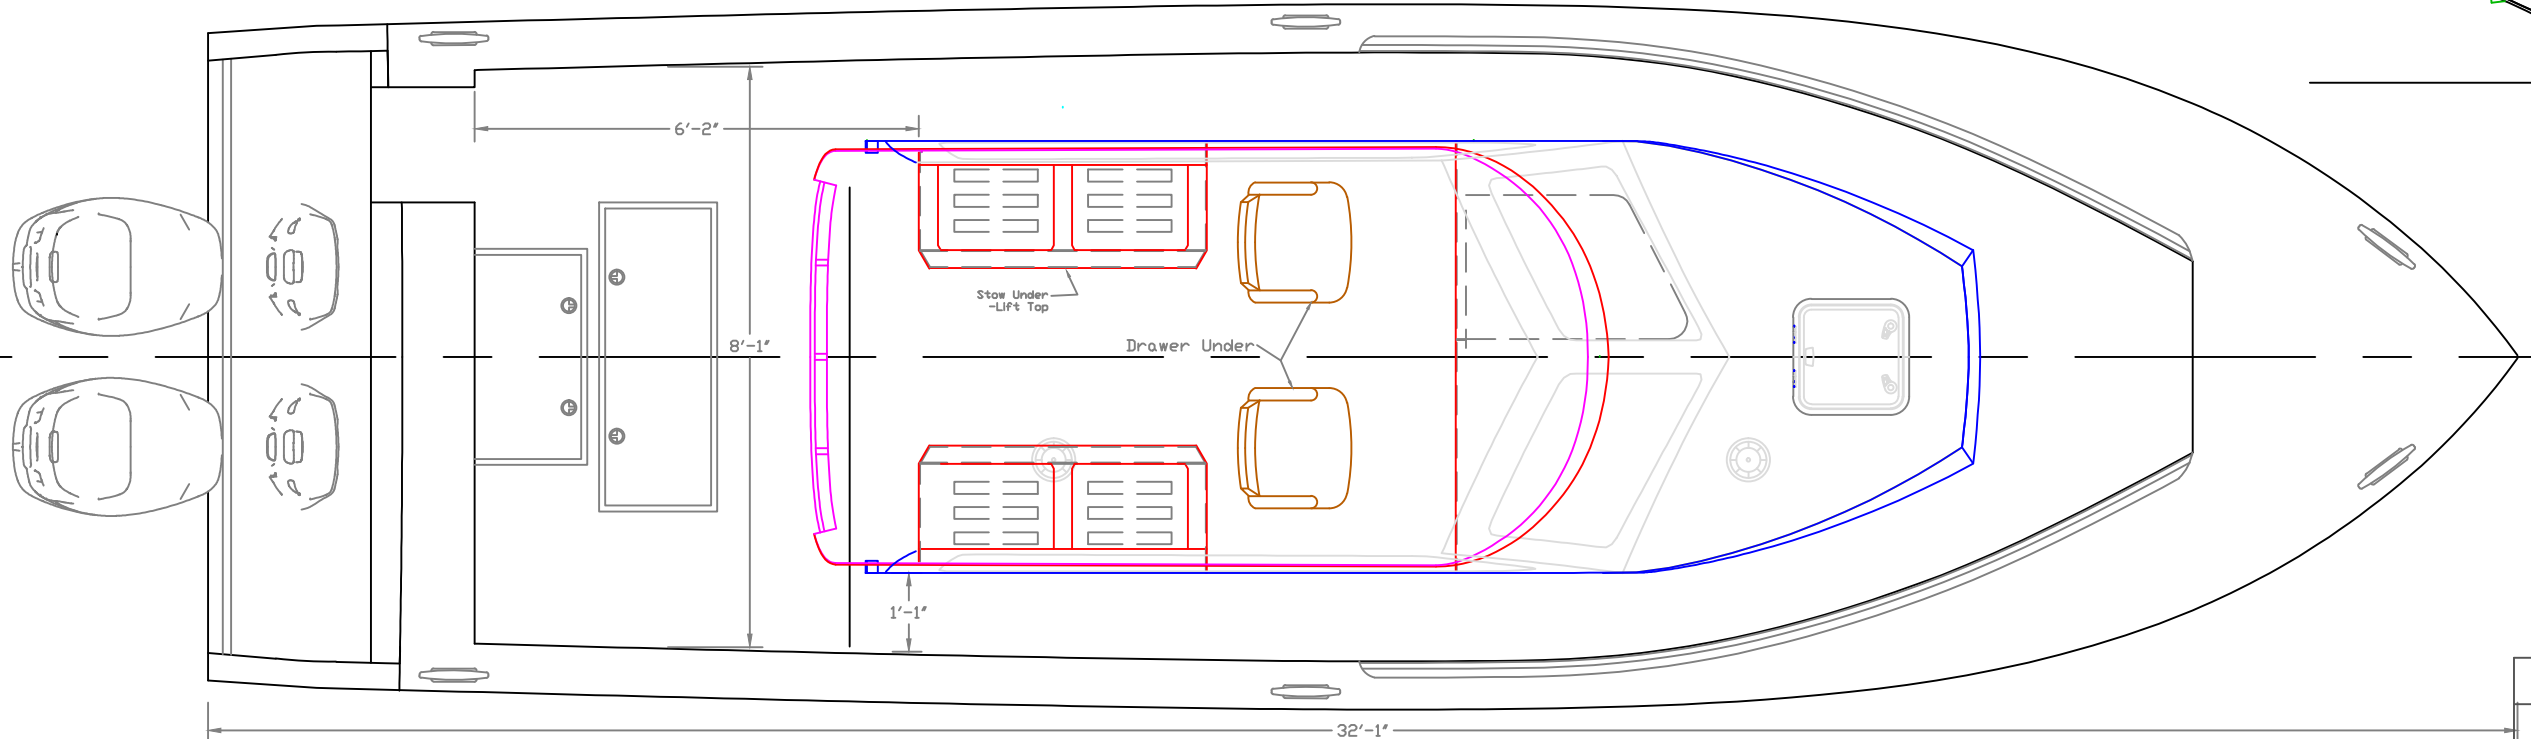 6'-2"
Stow Under
-Lift Top
8'-1"
Drawer Under
1'-1"
32'-1"